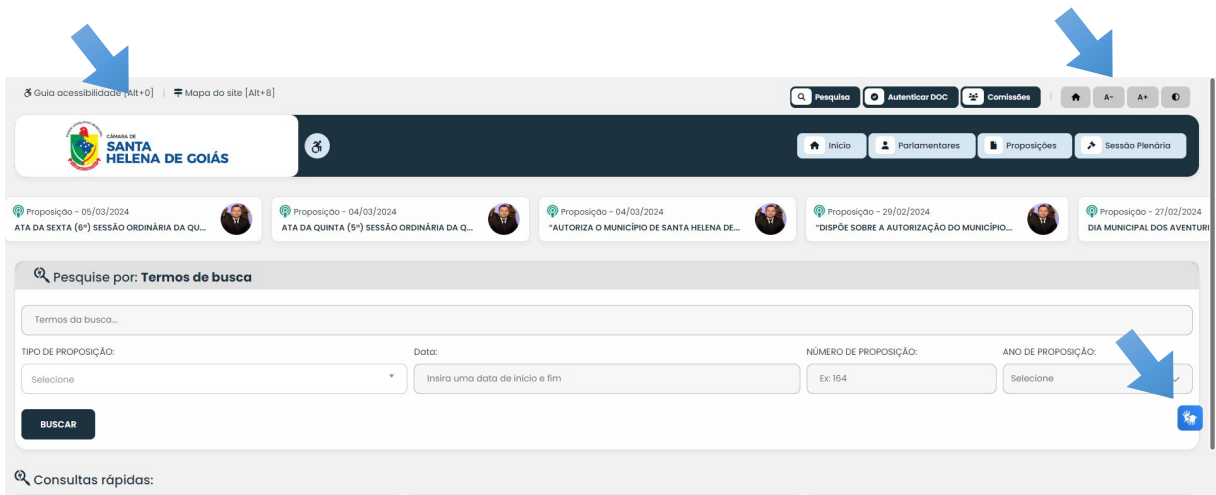 Guia acessibilidade [Alt+0] | Mapa do site [Alt+8]
Pesquisa Autenticar DOC Comissões | A- A+
CÂMARA DE
SANTA
HELENA DE GOIÁS
Início Parlamentares Proposições Sessão Plenária
Proposição - 05/03/2024
ATA DA SEXTA (6ª) SESSÃO ORDINÁRIA DA QU...
Proposição - 04/03/2024
ATA DA QUINTA (5ª) SESSÃO ORDINÁRIA DA Q...
Proposição - 04/03/2024
"AUTORIZA O MUNICÍPIO DE SANTA HELENA DE...
Proposição - 29/02/2024
"DISPÕE SOBRE A AUTORIZAÇÃO DO MUNICÍPIO...
Proposição - 27/02/2024
DIA MUNICIPAL DOS AVENTURI
Pesquise por: Termos de busca
Termos da busca...
TIPO DE PROPOSIÇÃO: Data: NÚMERO DE PROPOSIÇÃO: ANO DE PROPOSIÇÃO:
Selecione Insira uma data de início e fim Ex: 164 Selecione
BUSCAR
Consultas rápidas: